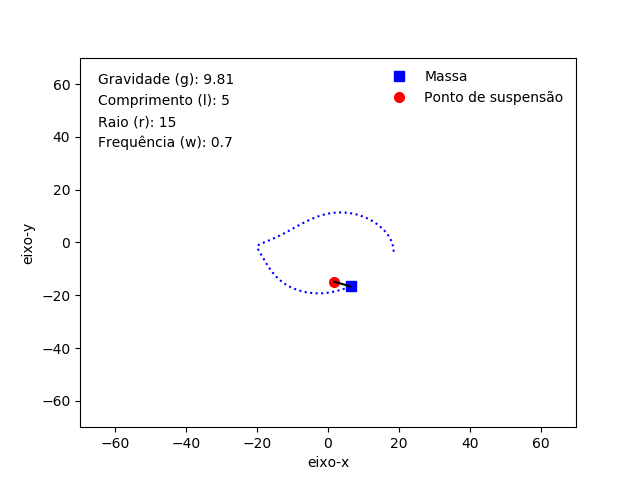 Gravidade (g): 9.81
Comprimento (l): 5
Raio (r): 15
Frequência (w): 0.7
Massa
Ponto de suspensão
60
40
20
0
−20
−40
−60
eixo-y
−60
−40
−20
0
20
40
60
eixo-x